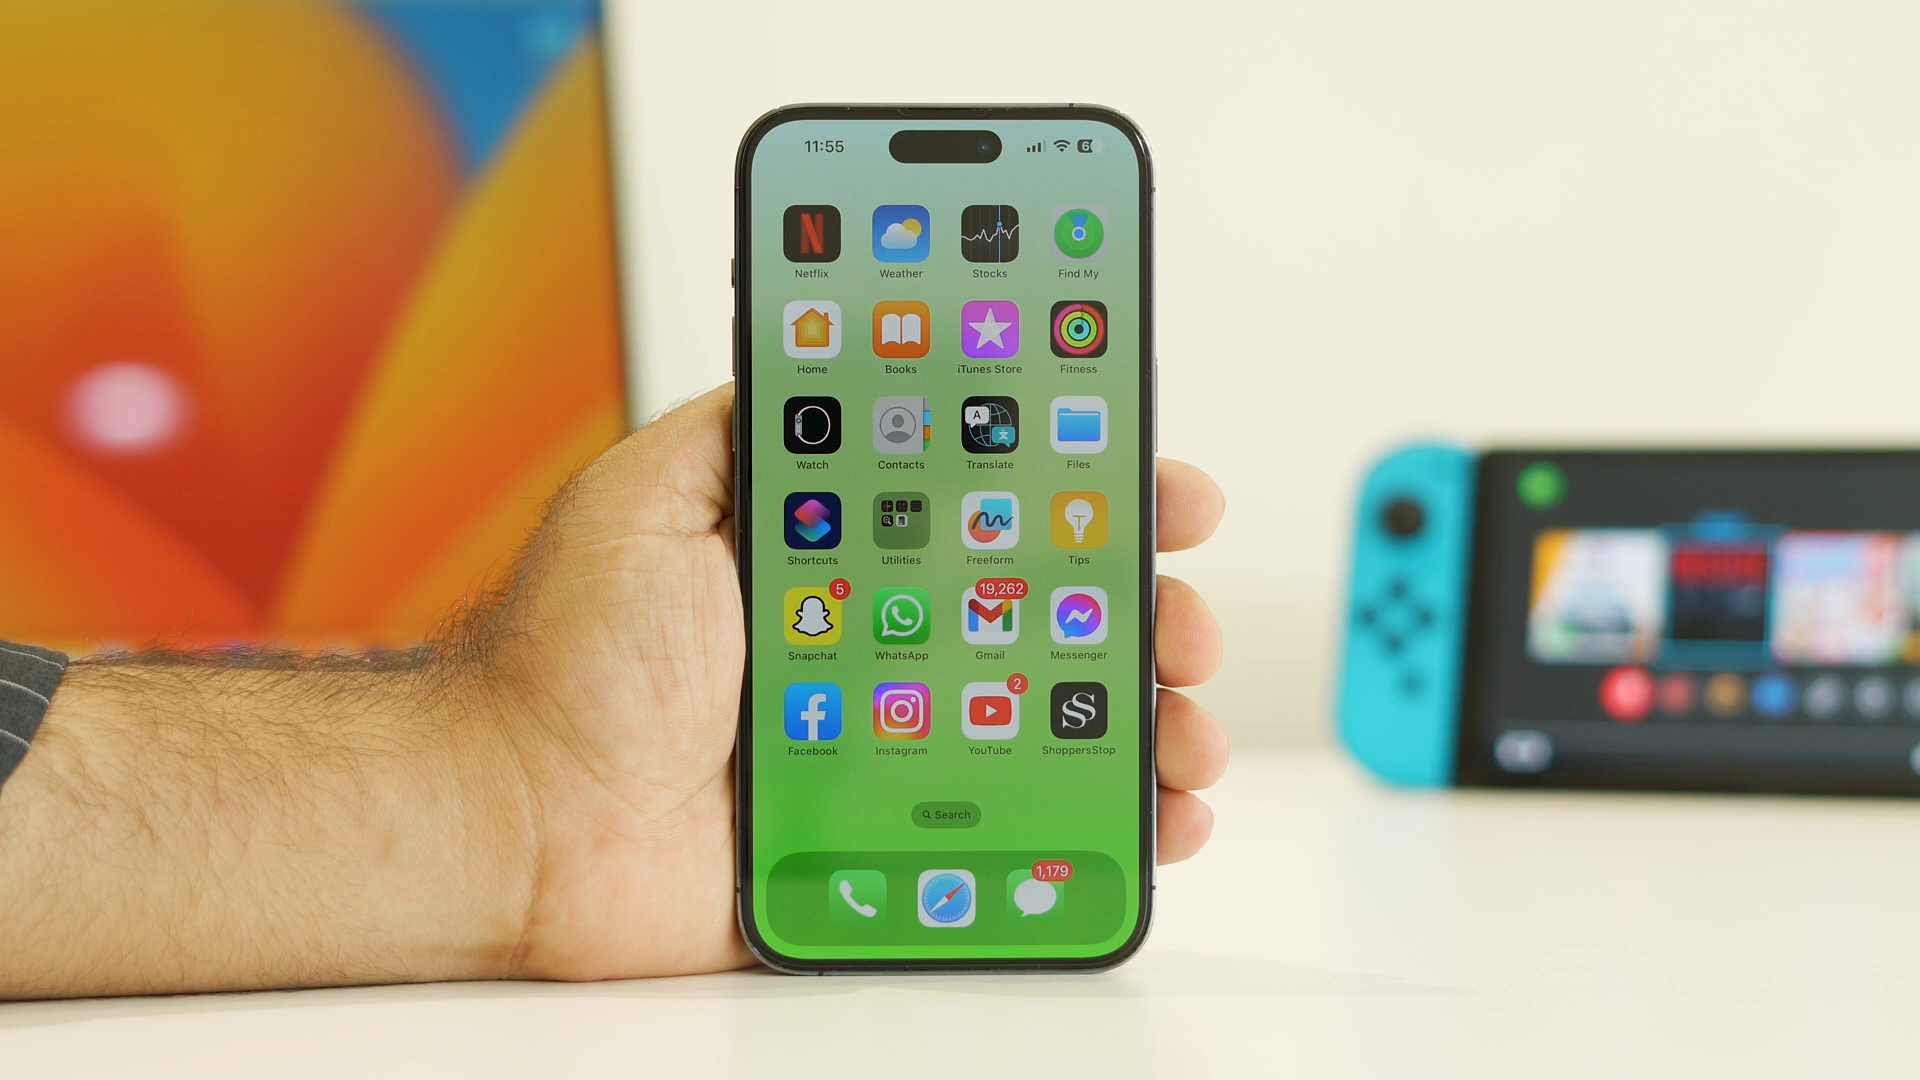 11:55
Netflix Weather Stocks Find My
Home Books iTunes Store Fitness
Watch Contacts Translate Files
Shortcuts Utilities Freeform Tips
5 19,262
Snapchat WhatsApp Gmail Messenger
2
Facebook Instagram YouTube ShoppersStop
Search
1,179